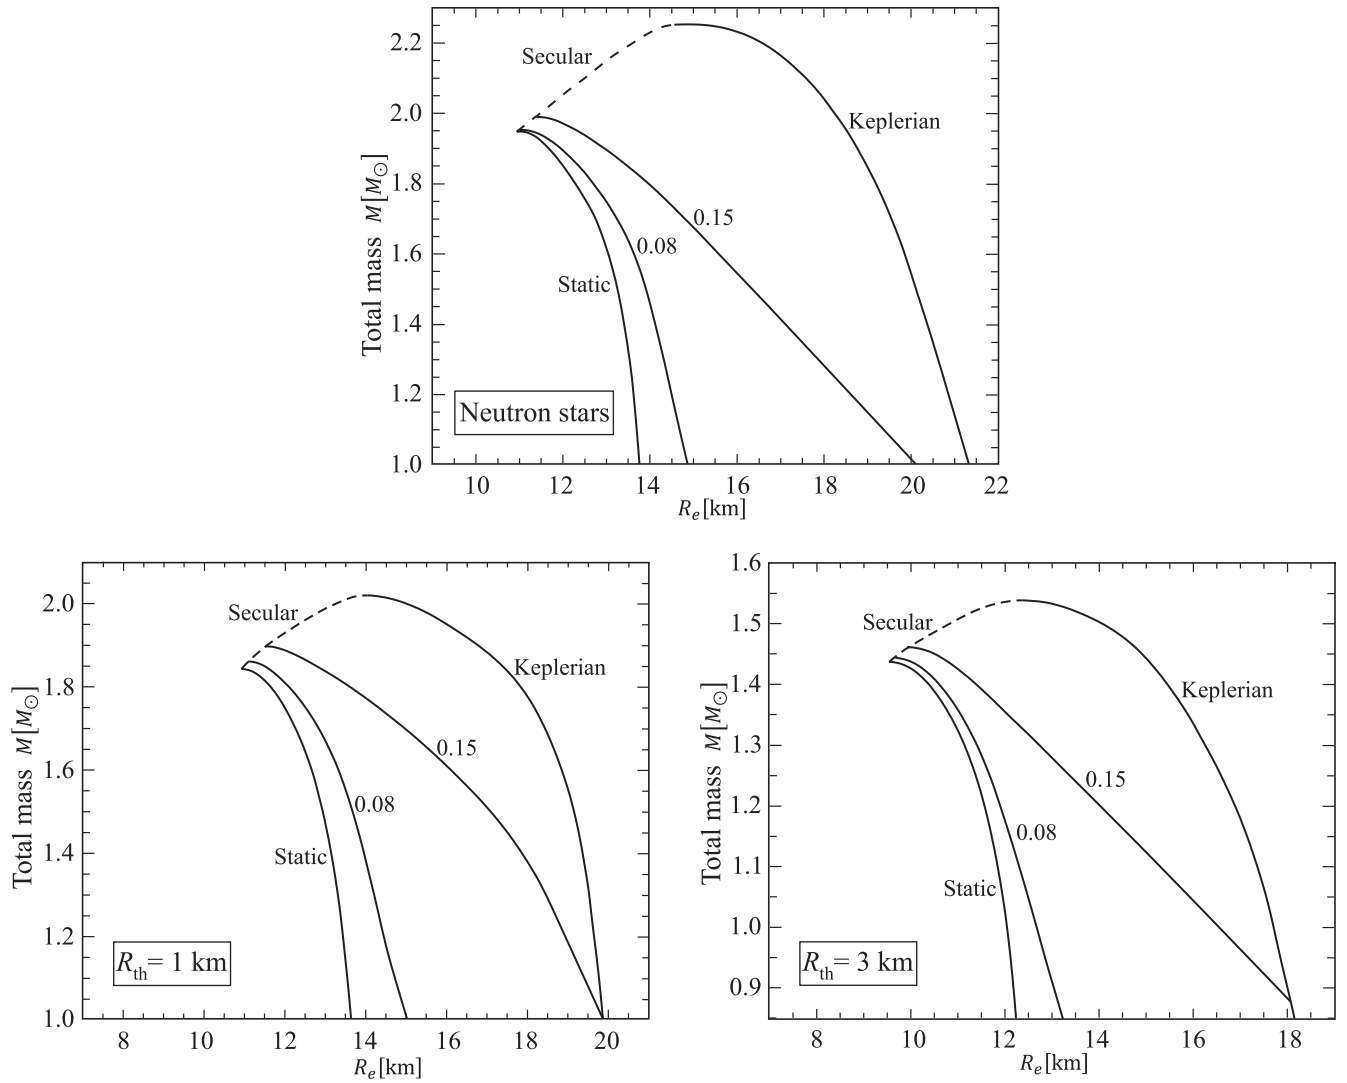 2.2
2.0
1.8
1.6
1.4
1.2
1.0
Total mass M[M⊙]
Secular
Keplerian
0.15
0.08
Static
Neutron stars
10 12 14 16 18 20 22
Rₑ[km]
2.0
1.8
1.6
1.4
1.2
1.0
Total mass M[M⊙]
Secular
Keplerian
0.15
0.08
Static
Rth= 1 km
8 10 12 14 16 18 20
Rₑ[km]
1.6
1.5
1.4
1.3
1.2
1.1
1.0
0.9
Total mass M[M⊙]
Secular
Keplerian
0.15
0.08
Static
Rth= 3 km
8 10 12 14 16 18
Rₑ[km]